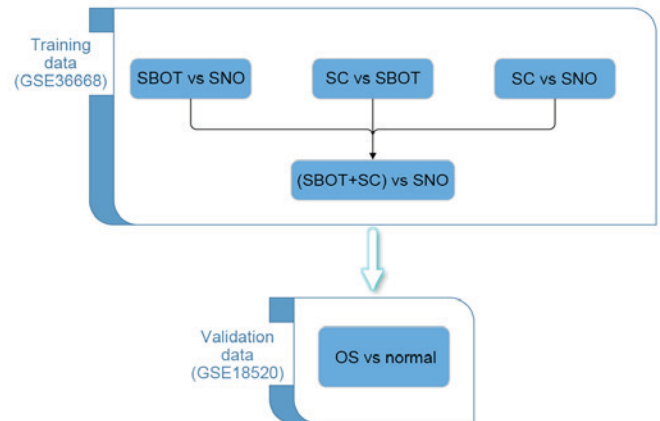 Training
data
(GSE36668)
SBOT vs SNO
SC vs SBOT
SC vs SNO
(SBOT+SC) vs SNO
Validation
data
(GSE18520)
OS vs normal